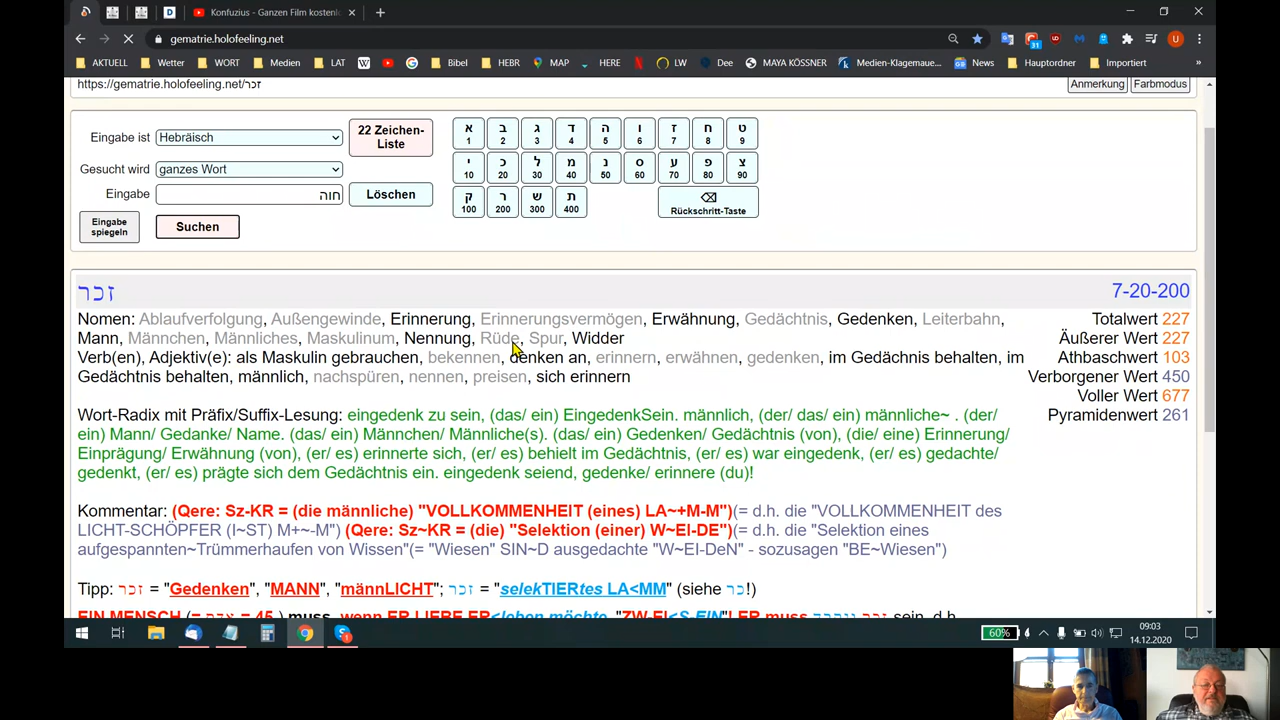 Konfuzius - Ganzen Film kostenl
gematrie.holofeeling.net
AKTUELL Wetter WORT Medien LAT Bibel HEBR MAP HERE LW Dee MAYA KÖSSNER Medien-Klagemaue... News Hauptordner Importiert »
https://gematrie.holofeeling.net/זכר
Anmerkung Farbmodus
Eingabe ist Hebräisch
22 Zeichen-
Liste
Gesucht wird ganzes Wort
Eingabe חוה Löschen
Eingabe
spiegeln
Suchen
א ב ג ד ה ו ז ח ט
1 2 3 4 5 6 7 8 9
י כ ל מ נ ס ע פ צ
10 20 30 40 50 60 70 80 90
ק ר ש ת
100 200 300 400
Rückschritt-Taste
זכר 7-20-200
Nomen: Ablaufverfolgung, Außengewinde, Erinnerung, Erinnerungsvermögen, Erwähnung, Gedächtnis, Gedenken, Leiterbahn,
Mann, Männchen, Männliches, Maskulinum, Nennung, Rüde, Spur, Widder
Verb(en), Adjektiv(e): als Maskulin gebrauchen, bekennen, denken an, erinnern, erwähnen, gedenken, im Gedächnis behalten, im
Gedächtnis behalten, männlich, nachspüren, nennen, preisen, sich erinnern
Totalwert 227
Äußerer Wert 227
Athbaschwert 103
Verborgener Wert 450
Voller Wert 677
Pyramidenwert 261
Wort-Radix mit Präfix/Suffix-Lesung: eingedenk zu sein, (das/ ein) EingedenkSein. männlich, (der/ das/ ein) männliche~ . (der/
ein) Mann/ Gedanke/ Name. (das/ ein) Männchen/ Männliche(s). (das/ ein) Gedenken/ Gedächtnis (von), (die/ eine) Erinnerung/
Einprägung/ Erwähnung (von), (er/ es) erinnerte sich, (er/ es) behielt im Gedächtnis, (er/ es) war eingedenk, (er/ es) gedachte/
gedenkt, (er/ es) prägte sich dem Gedächtnis ein. eingedenk seiend, gedenke/ erinnere (du)!
Kommentar: (Qere: Sz-KR = (die männliche) "VOLLKOMMENHEIT (eines) LA~+M-M")(= d.h. die "VOLLKOMMENHEIT des
LICHT-SCHÖPFER (I~ST) M+~-M") (Qere: Sz~KR = (die) "Selektion (einer) W~EI-DE")(= d.h. die "Selektion eines
aufgespannten~Trümmerhaufen von Wissen"(= "Wiesen" SIN~D ausgedachte "W~EI-DeN" - sozusagen "BE~Wiesen")
Tipp: זכר = "Gedenken", "MANN", "männLICHT"; זכר = "selekTIERtes LA<MM" (siehe כר!)
60%
09:03
14.12.2020